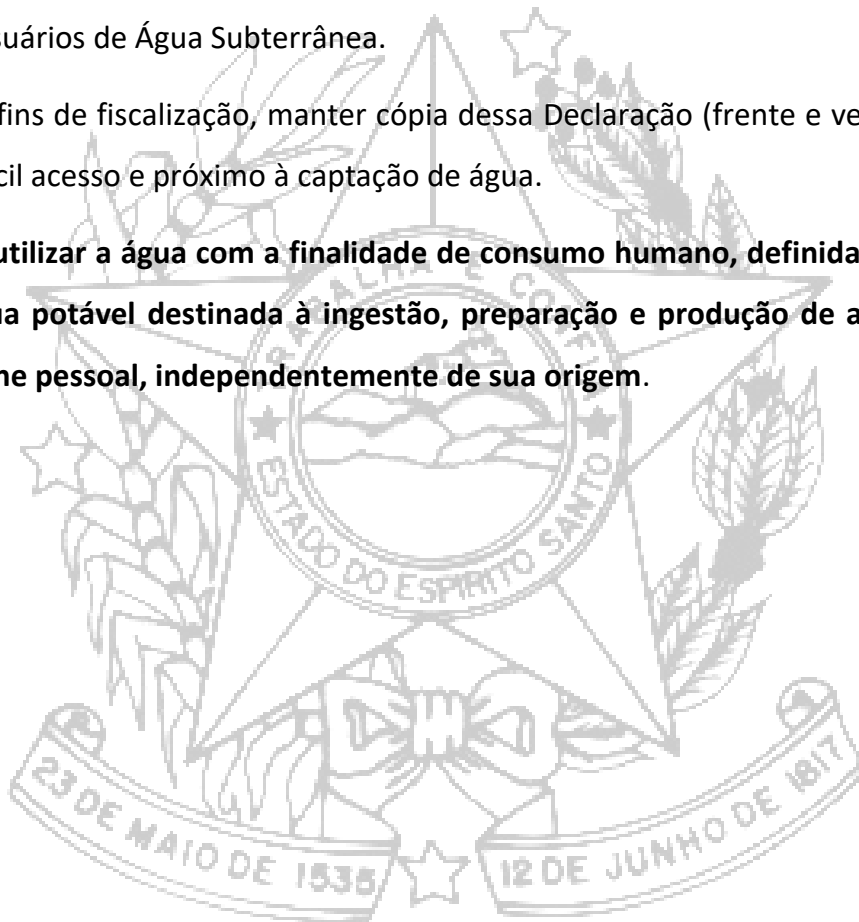 suários de Água Subterrânea.
fins de fiscalização, manter cópia dessa Declaração (frente e ve
cil acesso e próximo à captação de água.
utilizar a água com a finalidade de consumo humano, definida
a potável destinada à ingestão, preparação e produção de a
ne pessoal, independentemente de sua origem.
TRABALHA E CONFIA
ESTADO DO ESPIRITO SANTO
23 DE MAIO DE 1535
12 DE JUNHO DE 1817